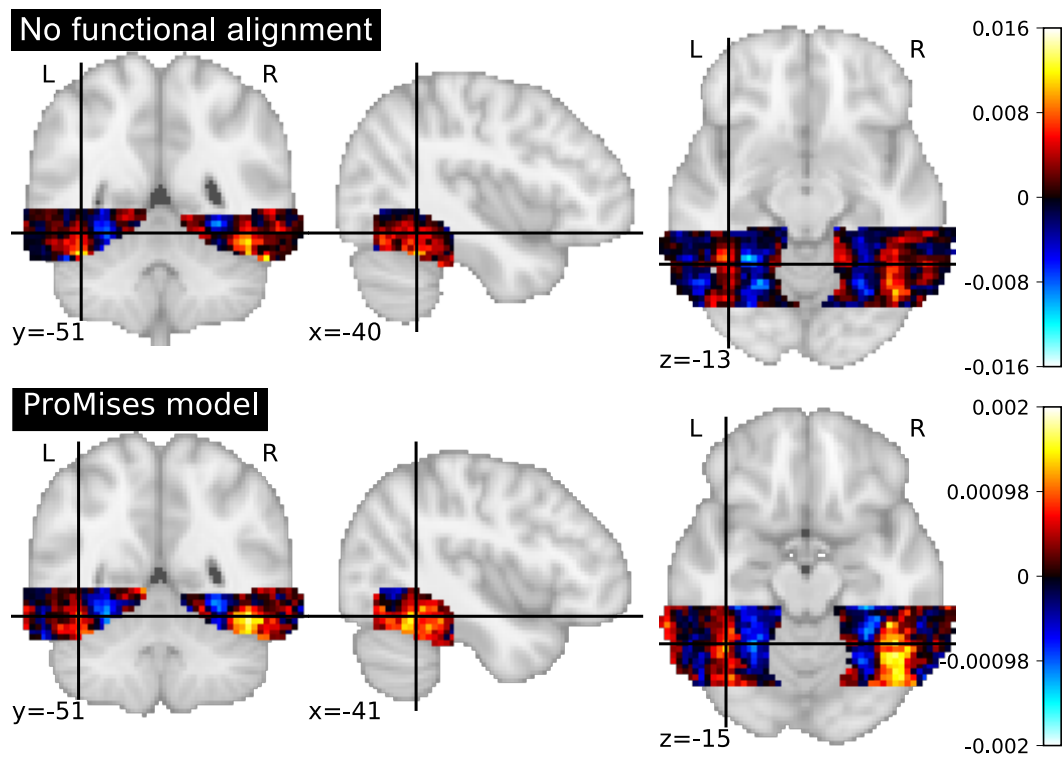 No functional alignment
L R L R
y=-51 x=-40 z=-13
0.016
0.008
0
-0.008
-0.016
ProMises model
L R L R
y=-51 x=-41 z=-15
0.002
0.00098
0
-0.00098
-0.002